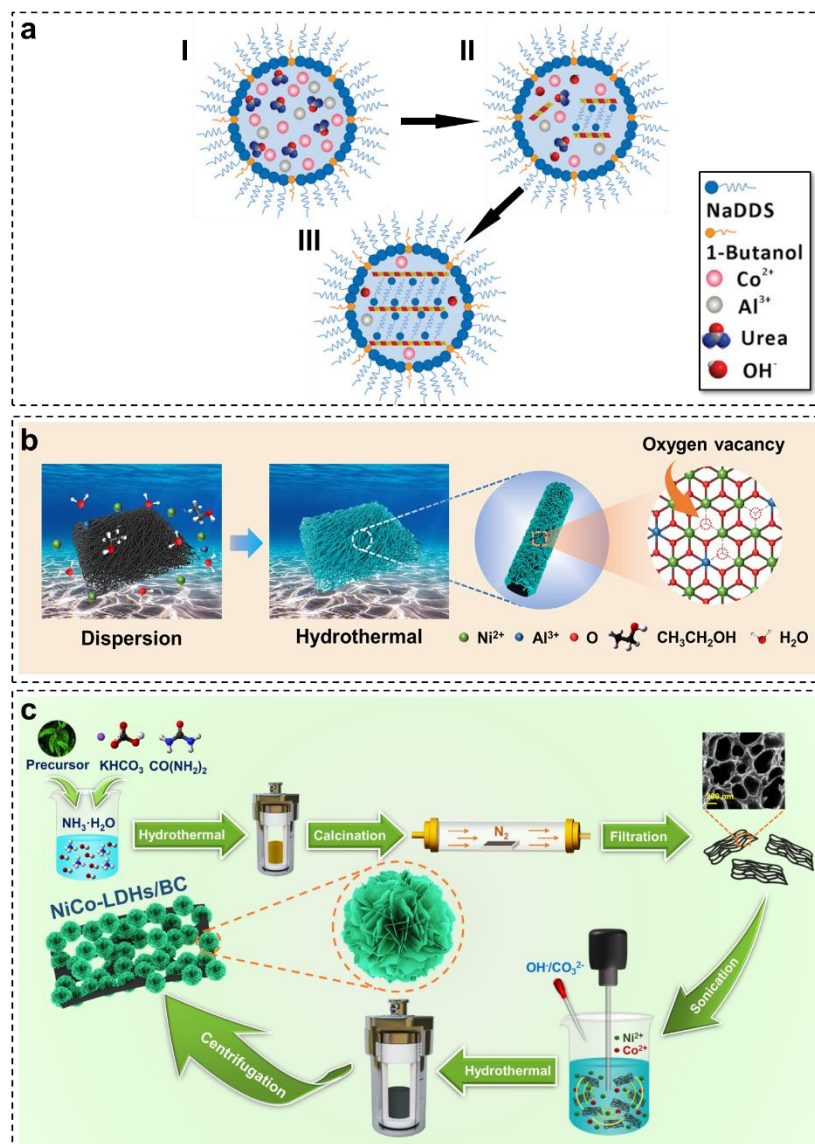 a
I
II
III
NaDDS
1-Butanol
Co²⁺
Al³⁺
Urea
OH⁻
b
Oxygen vacancy
Dispersion
Hydrothermal
Ni²⁺ Al³⁺ O CH₃CH₂OH H₂O
c
Precursor KHCO₃ CO(NH₂)₂
NH₃·H₂O
Hydrothermal
Calcination
N₂
Filtration
NiCo-LDHs/BC
OH⁻/CO₃²⁻
Sonication
Ni²⁺
Co²⁺
Hydrothermal
Centrifugation